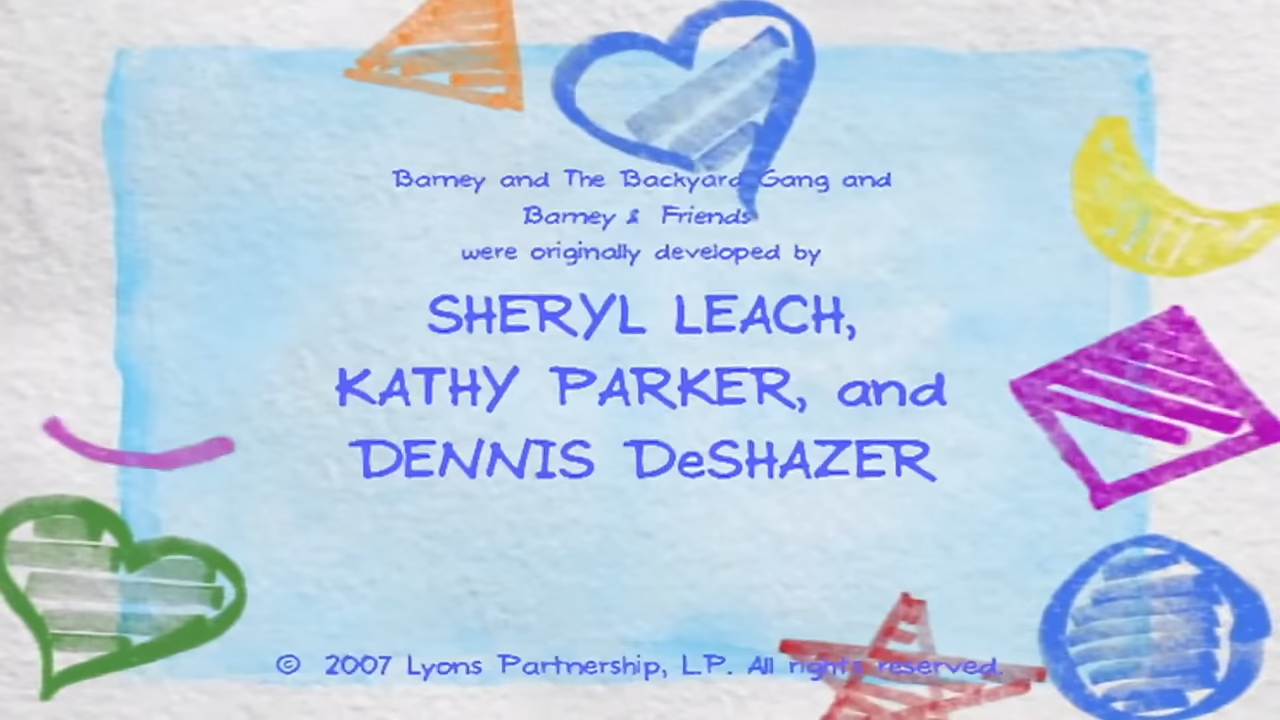 Barney and The Backyard Gang and
Barney & Friends
were originally developed by
SHERYL LEACH,
KATHY PARKER, and
DENNIS DeSHAZER
© 2007 Lyons Partnership, L.P. All rights reserved.